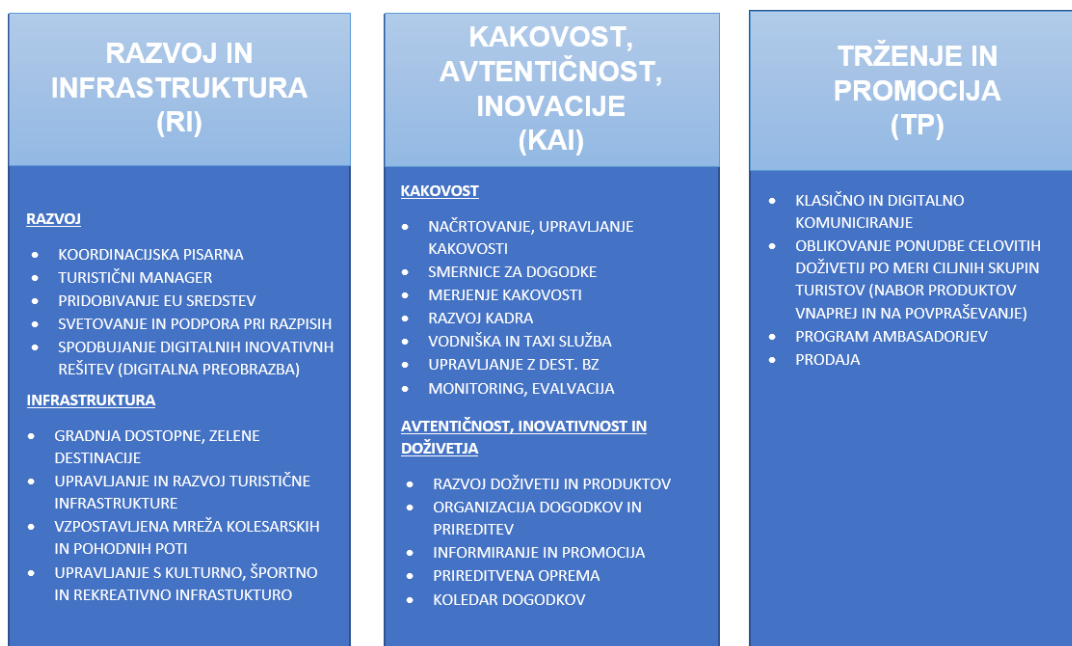 RAZVOJ IN
INFRASTRUKTURA
(RI)
RAZVOJ
KOORDINACIJSKA PISARNA
TURISTIČNI MANAGER
PRIDOBIVANJE EU SREDSTEV
SVETOVANJE IN PODPORA PRI RAZPISIH
SPODBUJANJE DIGITALNIH INOVATIVNH
REŠITEV (DIGITALNA PREOBRAZBA)
INFRASTRUKTURA
GRADNJA DOSTOPNE, ZELENE
DESTINACIJE
UPRAVLJANJE IN RAZVOJ TURISTIČNE
INFRASTRUKTURE
VZPOSTAVLJENA MREŽA KOLESARSKIH
IN POHODNIH POTI
UPRAVLJANJE S KULTURNO, ŠPORTNO
IN REKREATIVNO INFRASTUKTURO
KAKOVOST,
AVTENTIČNOST,
INOVACIJE
(KAI)
KAKOVOST
NAČRTOVANJE, UPRAVLJANJE
KAKOVOSTI
SMERNICE ZA DOGODKE
MERJENJE KAKOVOSTI
RAZVOJ KADRA
VODNIŠKA IN TAXI SLUŽBA
UPRAVLJANJE Z DEST. BZ
MONITORING, EVALVACIJA
AVTENTIČNOST, INOVATIVNOST IN
DOŽIVETJA
RAZVOJ DOŽIVETIJ IN PRODUKTOV
ORGANIZACIJA DOGODKOV IN
PRIREDITEV
INFORMIRANJE IN PROMOCIJA
PRIREDITVENA OPREMA
KOLEDAR DOGODKOV
TRŽENJE IN
PROMOCIJA
(TP)
KLASIČNO IN DIGITALNO
KOMUNICIRANJE
OBLIKOVANJE PONUDBE CELOVITIH
DOŽIVETIJ PO MERI CILJNIH SKUPIN
TURISTOV (NABOR PRODUKTOV
VNAPREJ IN NA POVPRAŠEVANJE)
PROGRAM AMBASADORJEV
PRODAJA